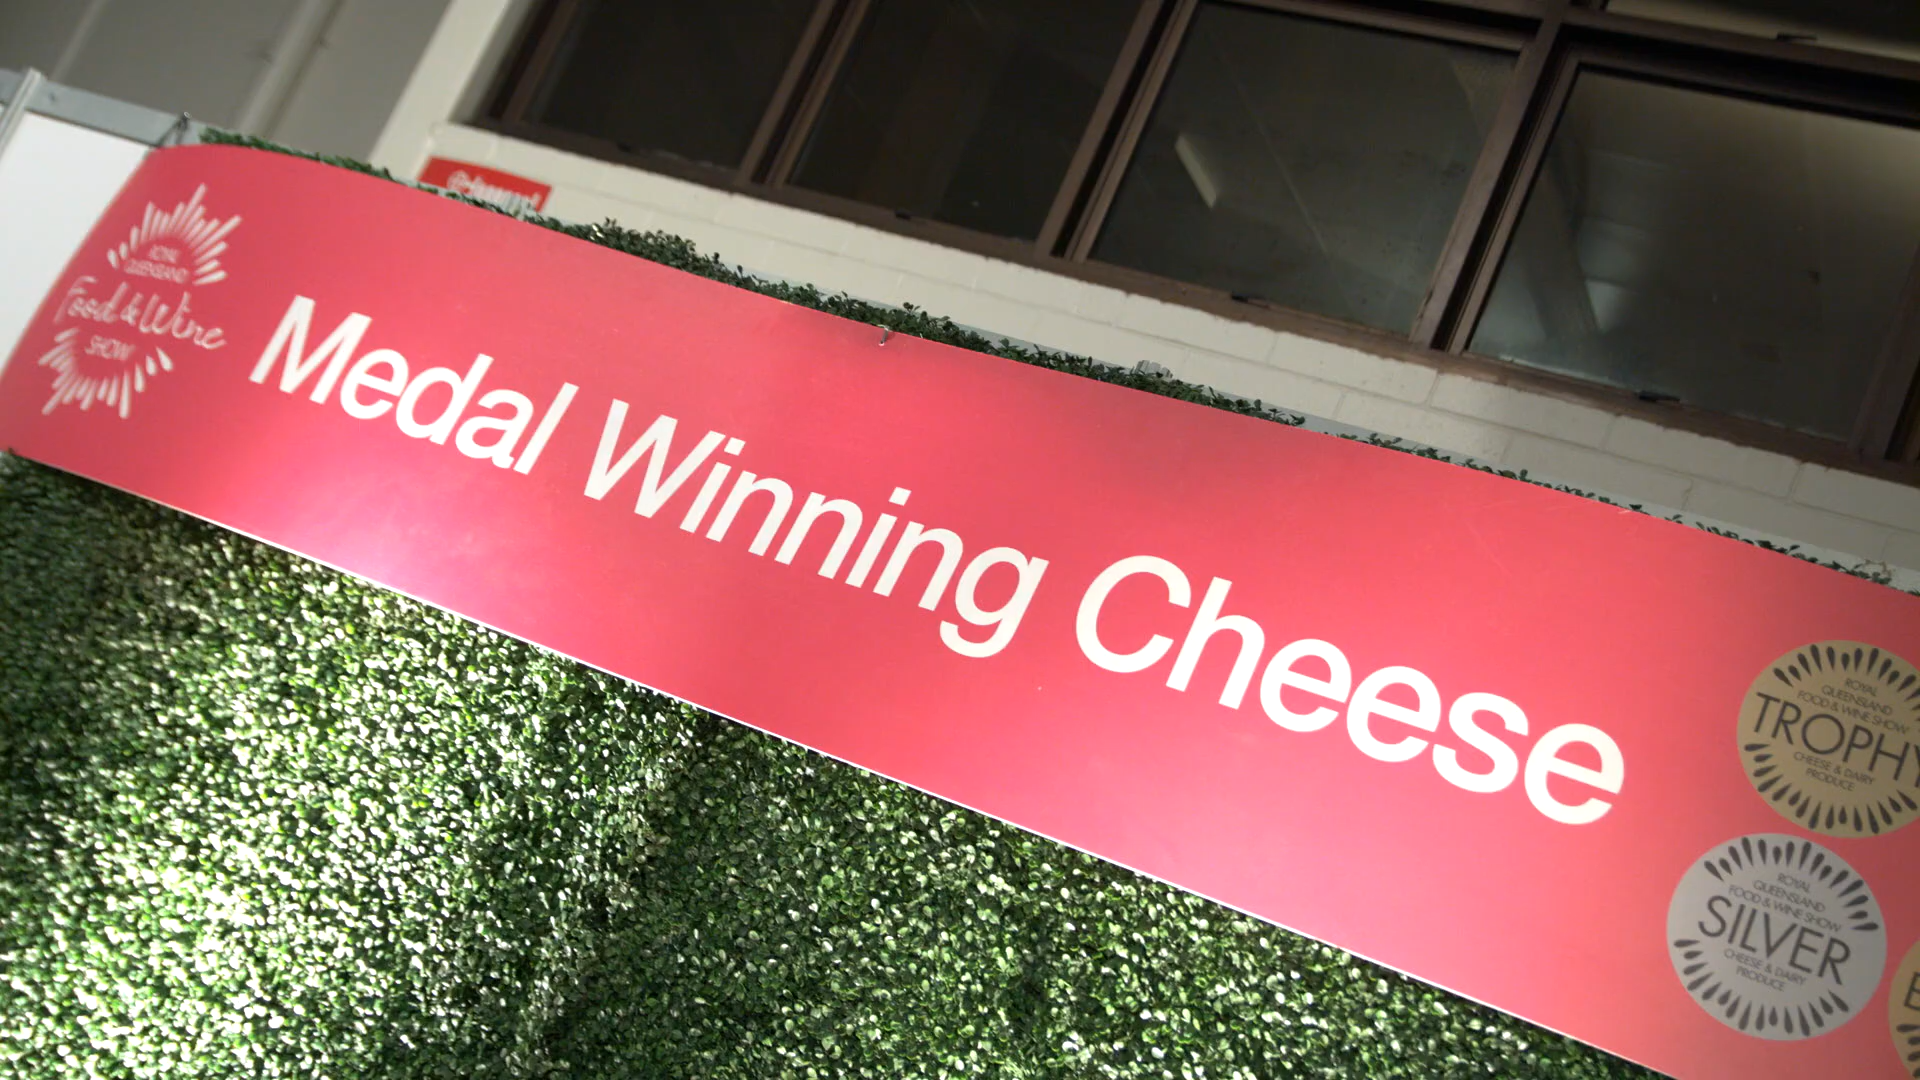 ROYAL
QUEENSLAND
Food & Wine
SHOW
Medal Winning Cheese
ROYAL
QUEENSLAND
FOOD & WINE SHOW
TROPHY
CHEESE & DAIRY
PRODUCE
ROYAL
QUEENSLAND
FOOD & WINE SHOW
SILVER
CHEESE & DAIRY
PRODUCE